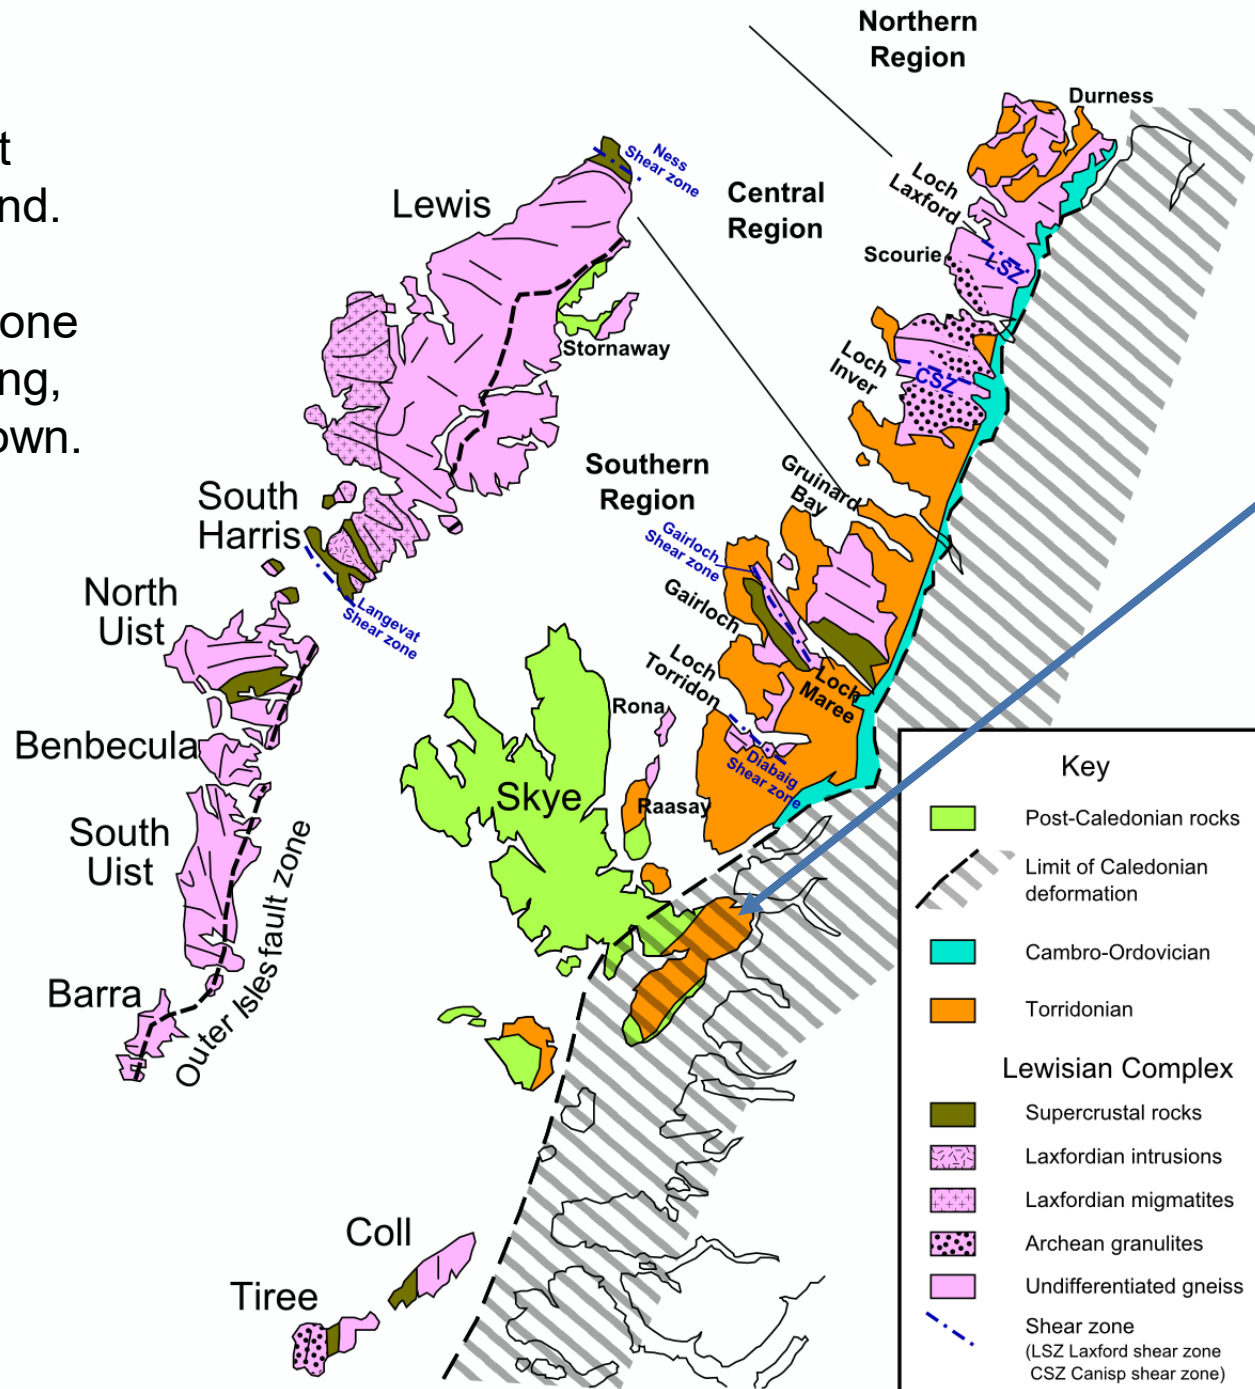 t
nd.
one
ng,
own.
Northern
Region
Durness
Ness
Shear zone
Lewis
Central
Region
Loch
Laxford
Scourie
LSZ
Stornaway
Loch
Inver
CSZ
Southern
Region
Gruinard
Bay
South
Harris
Gairloch
Shear zone
North
Uist
Langevat
Shear zone
Gairloch
Loch
Torridon
Loch
Maree
Rona
Benbecula
Diabaig
Shear zone
Skye
Raasay
South
Uist
Outer Isles fault zone
Barra
Coll
Tiree
Key
Post-Caledonian rocks
Limit of Caledonian
deformation
Cambro-Ordovician
Torridonian
Lewisian Complex
Supercrustal rocks
Laxfordian intrusions
Laxfordian migmatites
Archean granulites
Undifferentiated gneiss
Shear zone
(LSZ Laxford shear zone
CSZ Canisp shear zone)